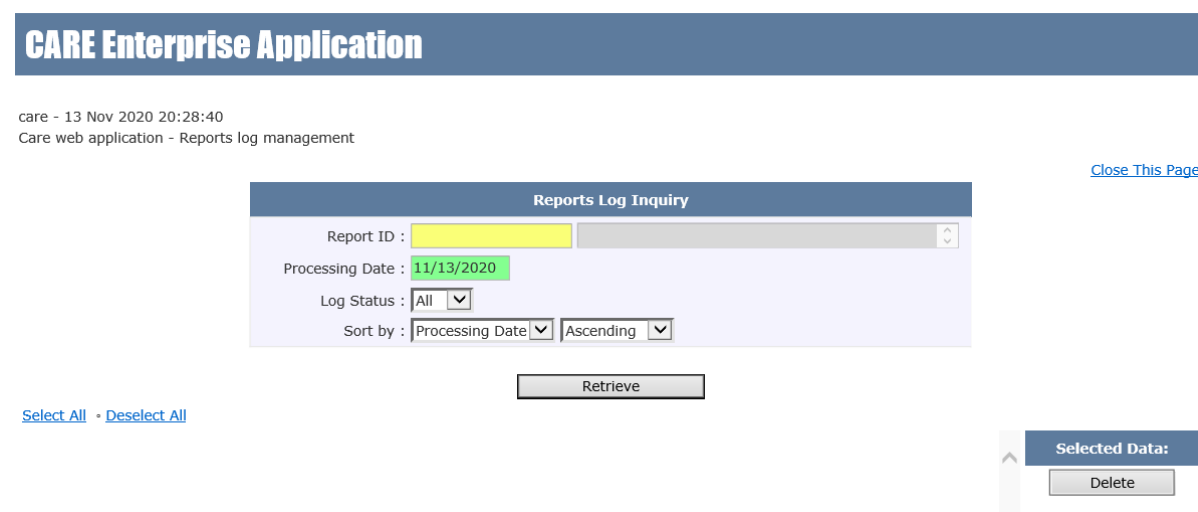 CARE Enterprise Application
care - 13 Nov 2020 20:28:40
Care web application - Reports log management
Close This Page
Reports Log Inquiry
Report ID :
Processing Date : 11/13/2020
Log Status : All
Sort by : Processing Date Ascending
Retrieve
Select All • Deselect All
Selected Data:
Delete